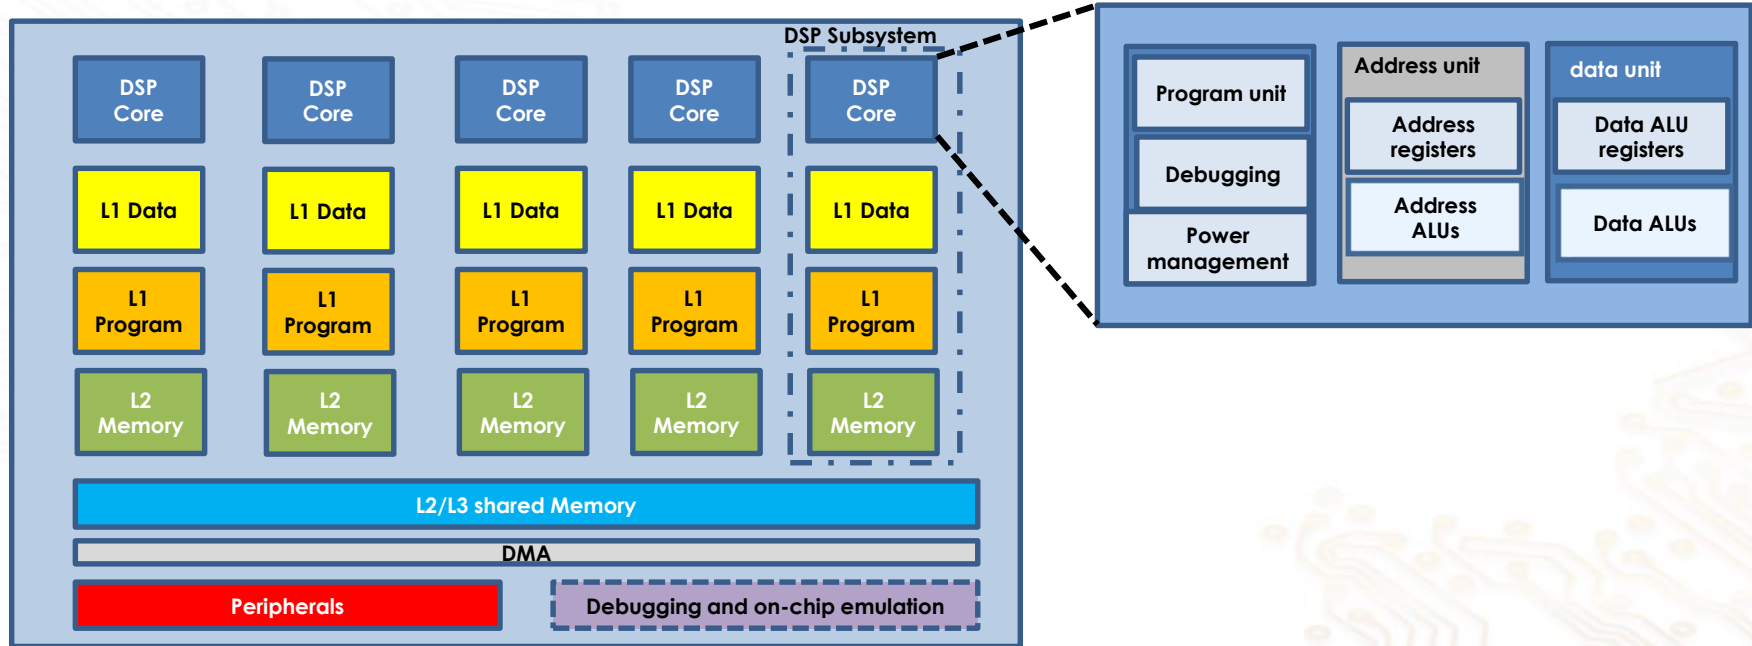 DSP Subsystem
DSP
Core
DSP
Core
DSP
Core
DSP
Core
DSP
Core
L1 Data
L1 Data
L1 Data
L1 Data
L1 Data
L1
Program
L1
Program
L1
Program
L1
Program
L1
Program
L2
Memory
L2
Memory
L2
Memory
L2
Memory
L2
Memory
L2/L3 shared Memory
DMA
Peripherals
Debugging and on-chip emulation
Program unit
Debugging
Power
management
Address unit
Address
registers
Address
ALUs
data unit
Data ALU
registers
Data ALUs